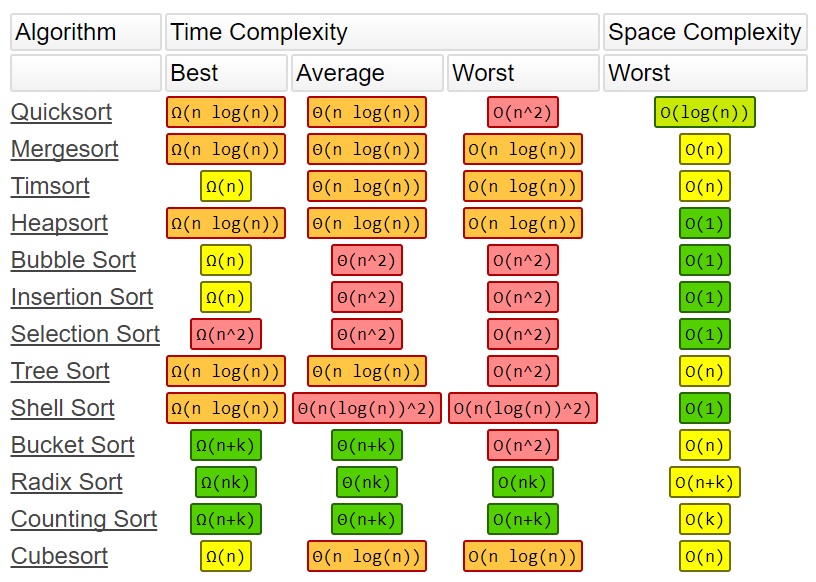 Algorithm Time Complexity Space Complexity
Best Average Worst Worst
Quicksort Ω(n log(n)) Θ(n log(n)) O(n^2) O(log(n))
Mergesort Ω(n log(n)) Θ(n log(n)) O(n log(n)) O(n)
Timsort Ω(n) Θ(n log(n)) O(n log(n)) O(n)
Heapsort Ω(n log(n)) Θ(n log(n)) O(n log(n)) O(1)
Bubble Sort Ω(n) Θ(n^2) O(n^2) O(1)
Insertion Sort Ω(n) Θ(n^2) O(n^2) O(1)
Selection Sort Ω(n^2) Θ(n^2) O(n^2) O(1)
Tree Sort Ω(n log(n)) Θ(n log(n)) O(n^2) O(n)
Shell Sort Ω(n log(n)) Θ(n(log(n))^2) O(n(log(n))^2) O(1)
Bucket Sort Ω(n+k) Θ(n+k) O(n^2) O(n)
Radix Sort Ω(nk) Θ(nk) O(nk) O(n+k)
Counting Sort Ω(n+k) Θ(n+k) O(n+k) O(k)
Cubesort Ω(n) Θ(n log(n)) O(n log(n)) O(n)